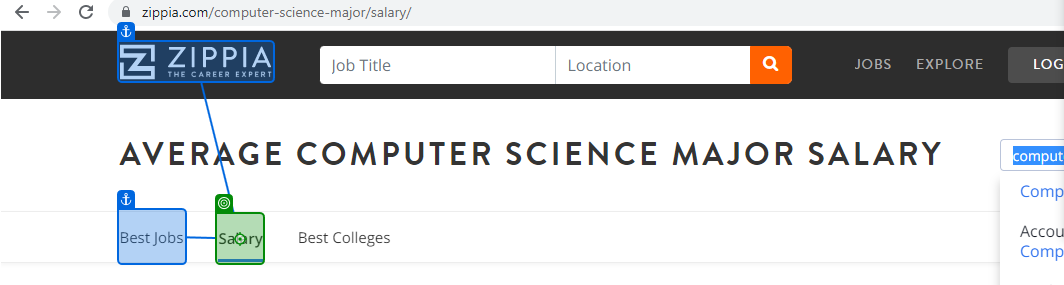 zippia.com/computer-science-major/salary/
ZIPPIA
THE CAREER EXPERT
Job Title
Location
JOBS
EXPLORE
LOG
AVERAGE COMPUTER SCIENCE MAJOR SALARY
comput
Comp
Best Jobs
Salary
Best Colleges
Accou
Comp